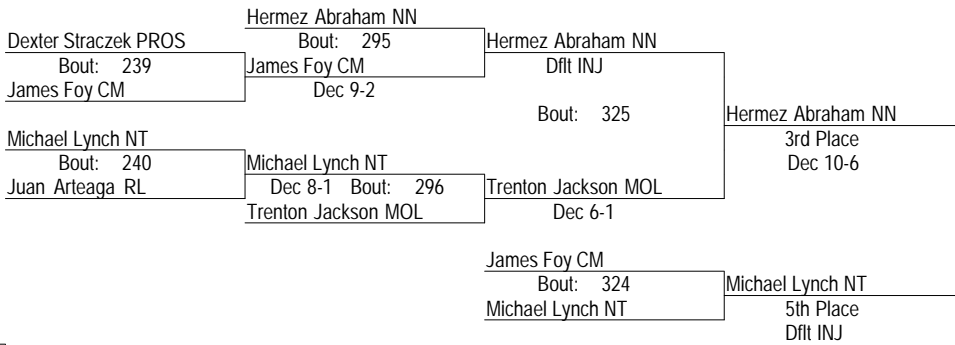 Hermez Abraham NN
Dexter Straczek PROS
Bout: 295
Hermez Abraham NN
Bout: 239
James Foy CM
Dflt INJ
James Foy CM
Dec 9-2
Bout: 325
Hermez Abraham NN
Michael Lynch NT
3rd Place
Bout: 240
Michael Lynch NT
Dec 10-6
Juan Arteaga RL
Dec 8-1 Bout: 296
Trenton Jackson MOL
Trenton Jackson MOL
Dec 6-1
James Foy CM
Bout: 324
Michael Lynch NT
Michael Lynch NT
5th Place
Dflt INJ